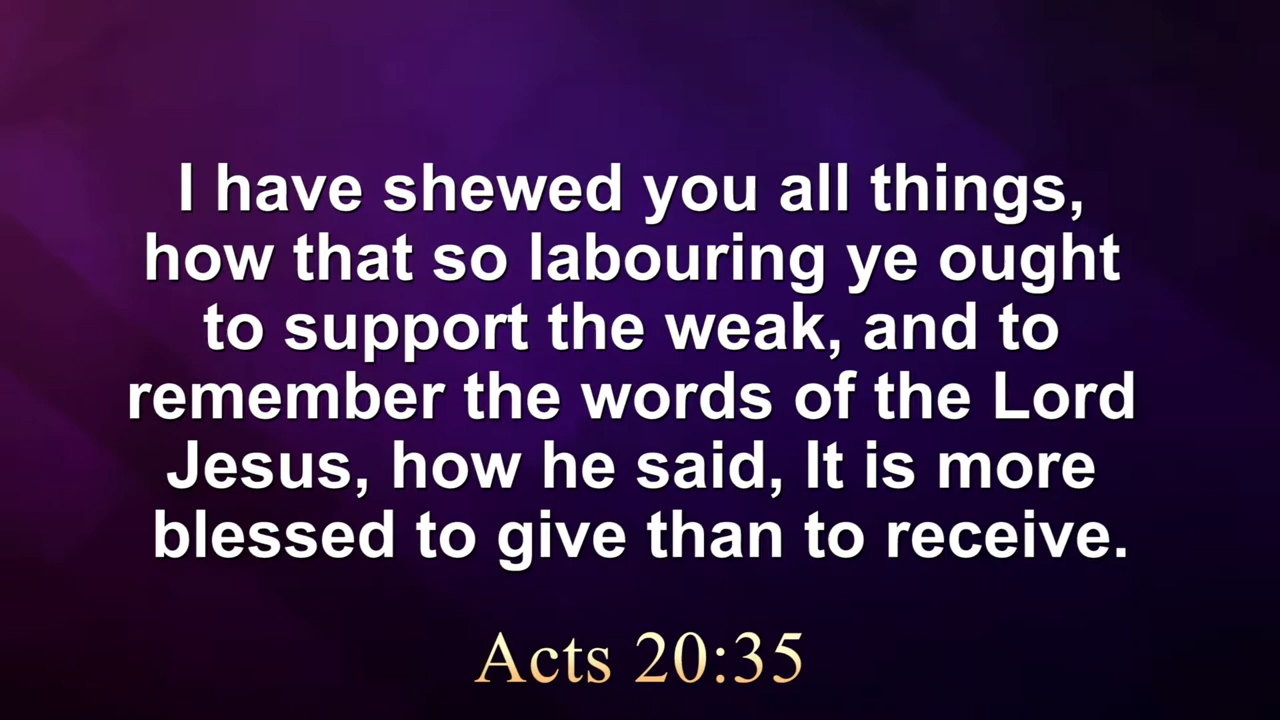 I have shewed you all things,
how that so labouring ye ought
to support the weak, and to
remember the words of the Lord
Jesus, how he said, It is more
blessed to give than to receive.
Acts 20:35